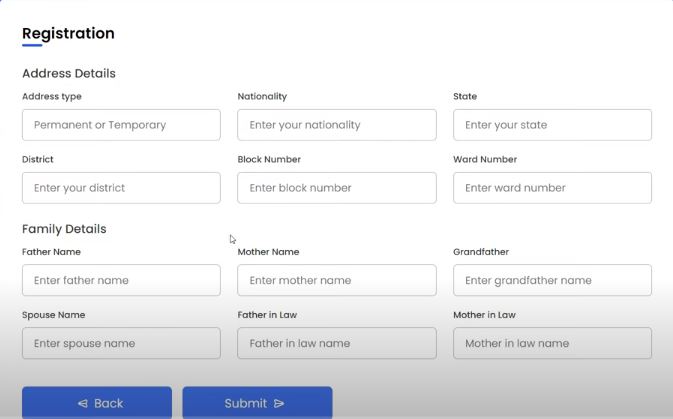 Registration
Address Details
Address type Nationality State
Permanent or Temporary Enter your nationality Enter your state
District Block Number Ward Number
Enter your district Enter block number Enter ward number
Family Details
Father Name Mother Name Grandfather
Enter father name Enter mother name Enter grandfather name
Spouse Name Father in Law Mother in Law
Enter spouse name Father in law name Mother in law name
Back Submit